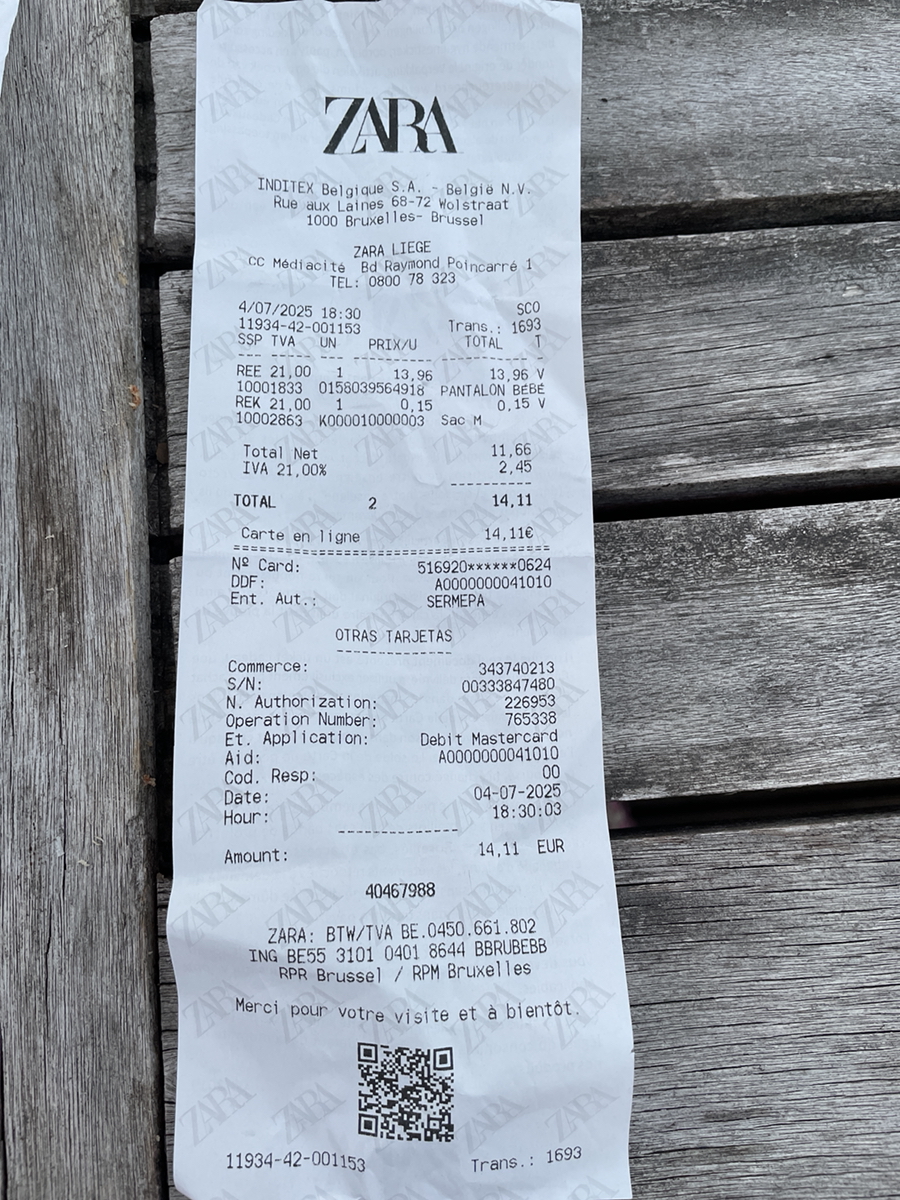 ZARA
INDITEX Belgique S.A. - België N.V.
Rue aux Laines 68-72 Wolstraat
1000 Bruxelles- Brussel
ZARA LIEGE
CC Médiacité Bd Raymond Poincarré 1
TEL: 0800 78 323
4/07/2025 18:30 SCO
11934-42-001153 Trans.: 1693
SSP TVA UN PRIX/U TOTAL T
REE 21,00 1 13,96 13,96 V
10001833 0158039564918 PANTALON BÉBÉ
REK 21,00 1 0,15 0,15 V
10002863 K000010000003 Sac M
Total Net 11,66
IVA 21,00% 2,45
TOTAL 2 14,11
Carte en ligne 14,11€
Nº Card: 516920******0624
DDF: A0000000041010
Ent. Aut.: SERMEPA
OTRAS TARJETAS
Commerce: 343740213
S/N: 00333847480
N. Authorization: 226953
Operation Number: 765338
Et. Application: Debit Mastercard
Aid: A0000000041010
Cod. Resp: 00
Date: 04-07-2025
Hour: 18:30:03
Amount: 14,11 EUR
40467988
ZARA: BTW/TVA BE.0450.661.802
ING BE55 3101 0401 8644 BBRUBEBB
RPR Brussel / RPM Bruxelles
Merci pour votre visite et à bientôt.
11934-42-001153 Trans.: 1693